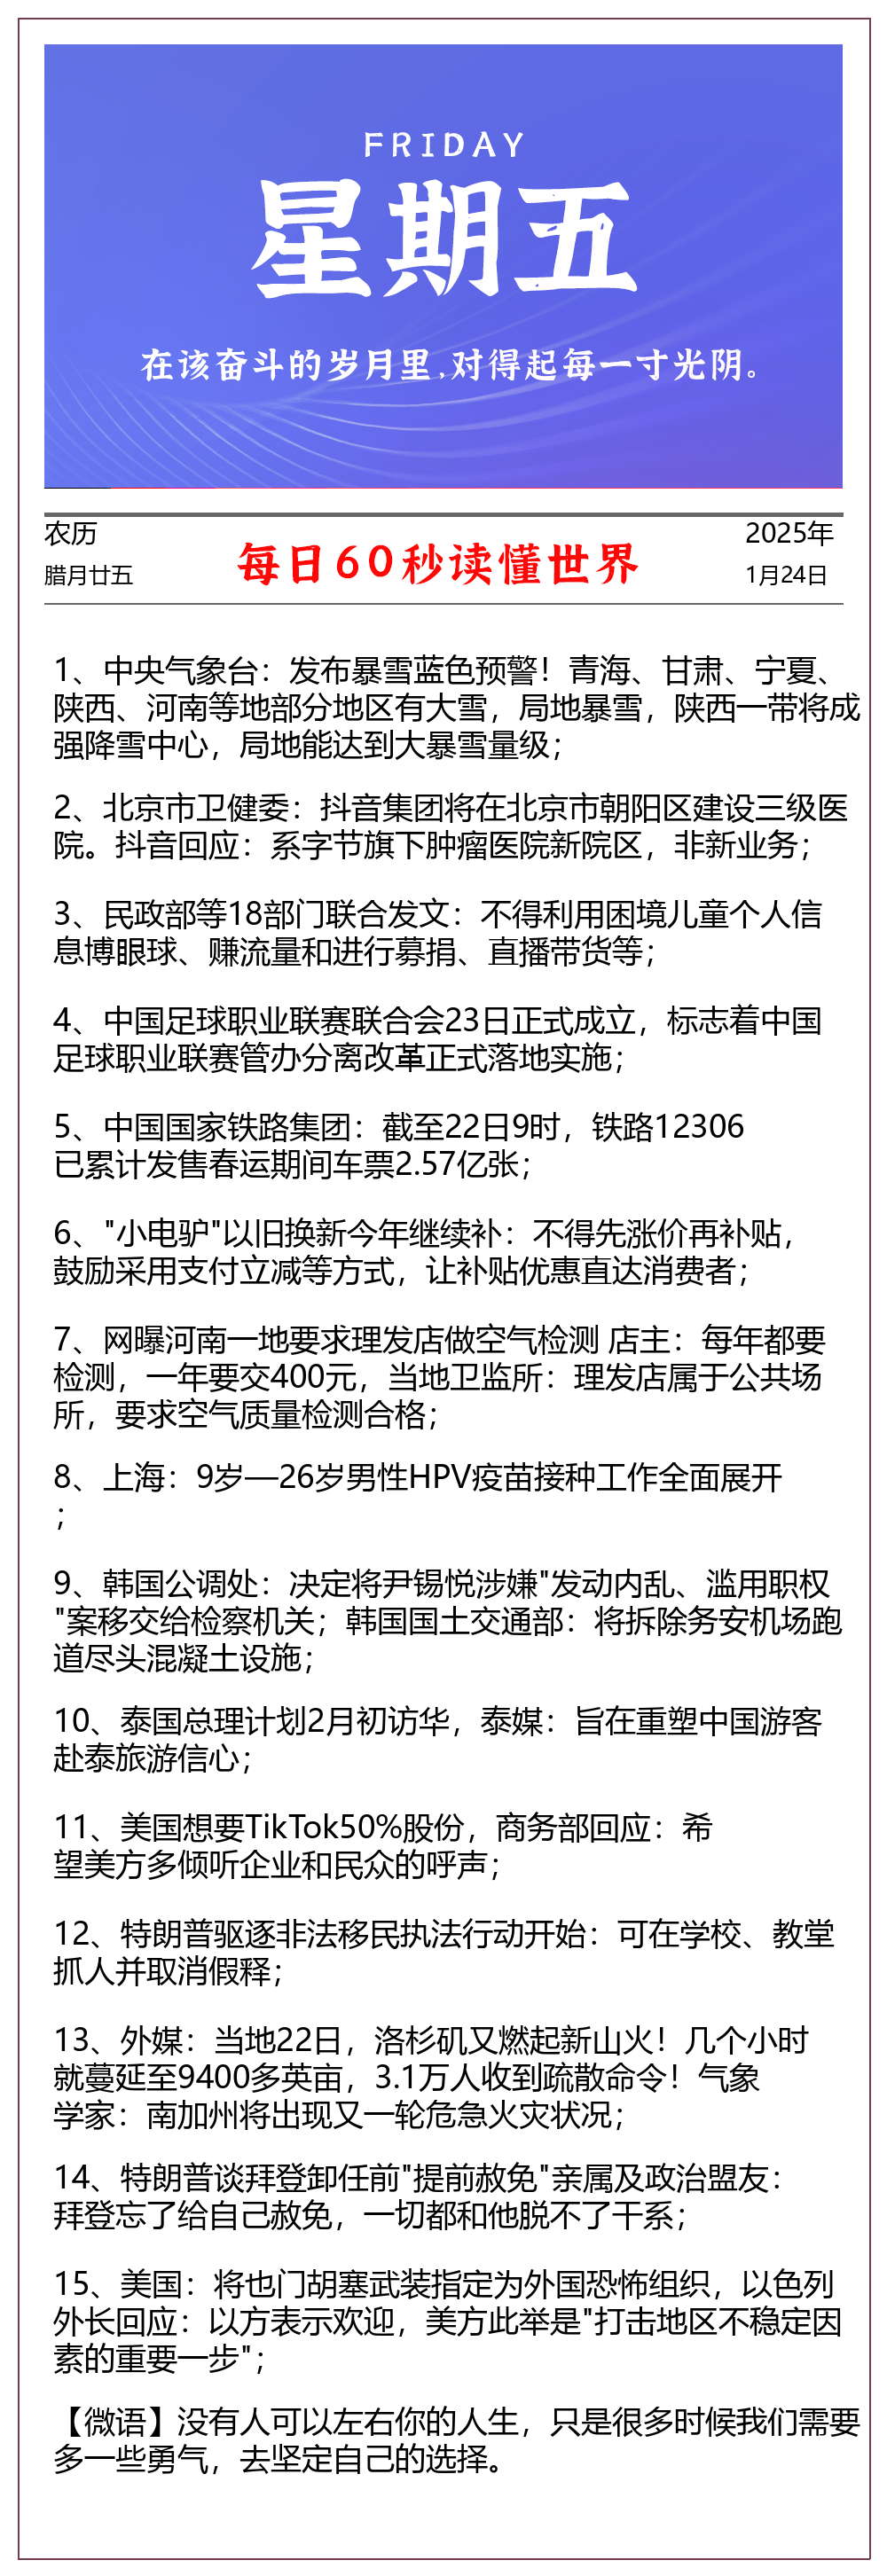 FRIDAY
星期五
在该奋斗的岁月里,对得起每一寸光阴。
农历
腊月廿五
每日60秒读懂世界
2025年
1月24日
1、中央气象台：发布暴雪蓝色预警！青海、甘肃、宁夏、
陕西、河南等地部分地区有大雪，局地暴雪，陕西一带将成
强降雪中心，局地能达到大暴雪量级；
2、北京市卫健委：抖音集团将在北京市朝阳区建设三级医
院。抖音回应：系字节旗下肿瘤医院新院区，非新业务；
3、民政部等18部门联合发文：不得利用困境儿童个人信
息博眼球、赚流量和进行募捐、直播带货等；
4、中国足球职业联赛联合会23日正式成立，标志着中国
足球职业联赛管办分离改革正式落地实施；
5、中国国家铁路集团：截至22日9时，铁路12306
已累计发售春运期间车票2.57亿张；
6、"小电驴"以旧换新今年继续补：不得先涨价再补贴，
鼓励采用支付立减等方式，让补贴优惠直达消费者；
7、网曝河南一地要求理发店做空气检测 店主：每年都要
检测，一年要交400元，当地卫监所：理发店属于公共场
所，要求空气质量检测合格；
8、上海：9岁—26岁男性HPV疫苗接种工作全面展开
；
9、韩国公调处：决定将尹锡悦涉嫌"发动内乱、滥用职权
"案移交给检察机关；韩国国土交通部：将拆除务安机场跑
道尽头混凝土设施；
10、泰国总理计划2月初访华，泰媒：旨在重塑中国游客
赴泰旅游信心；
11、美国想要TikTok50%股份，商务部回应：希
望美方多倾听企业和民众的呼声；
12、特朗普驱逐非法移民执法行动开始：可在学校、教堂
抓人并取消假释；
13、外媒：当地22日，洛杉矶又燃起新山火！几个小时
就蔓延至9400多英亩，3.1万人收到疏散命令！气象
学家：南加州将出现又一轮危急火灾状况；
14、特朗普谈拜登卸任前"提前赦免"亲属及政治盟友：
拜登忘了给自己赦免，一切都和他脱不了干系；
15、美国：将也门胡塞武装指定为外国恐怖组织，以色列
外长回应：以方表示欢迎，美方此举是"打击地区不稳定因
素的重要一步"；
【微语】没有人可以左右你的人生，只是很多时候我们需要
多一些勇气，去坚定自己的选择。